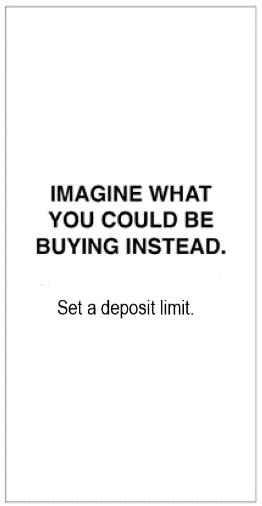 IMAGINE WHAT
YOU COULD BE
BUYING INSTEAD.
Set a deposit limit.